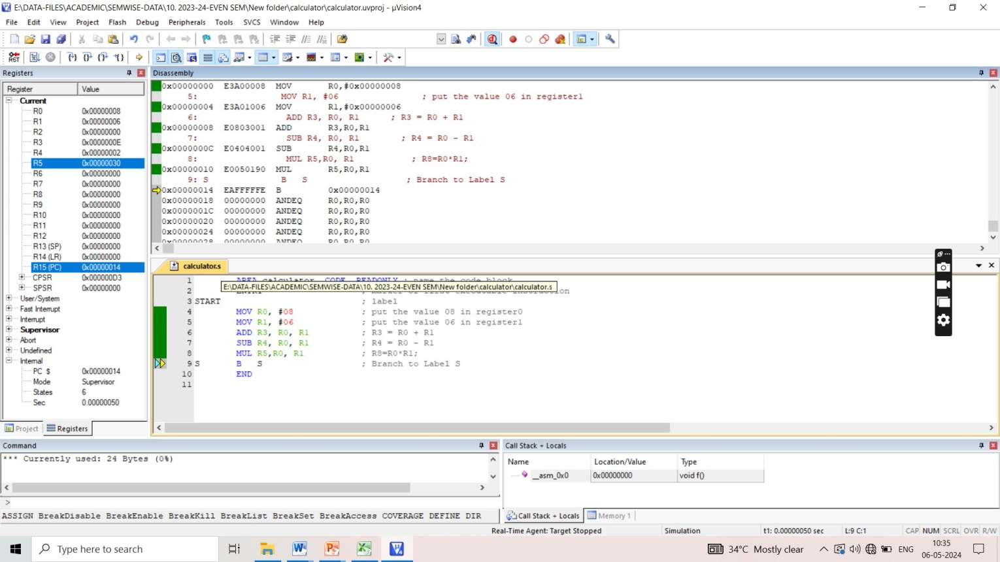 E:\DATA-FILES\ACADEMIC\SEMWISE-DATA\10. 2023-24-EVEN SEM\New folder\calculator\calculator.uvproj - µVision4
File Edit View Project Flash Debug Peripherals Tools SVCS Window Help
RST
Registers
Register Value
Current
R0 0x00000008
R1 0x00000006
R2 0x00000000
R3 0x0000000E
R4 0x00000002
R5 0x00000030
R6 0x00000000
R7 0x00000000
R8 0x00000000
R9 0x00000000
R10 0x00000000
R11 0x00000000
R12 0x00000000
R13 (SP) 0x00000000
R14 (LR) 0x00000000
R15 (PC) 0x00000014
CPSR 0x000000D3
SPSR 0x00000000
User/System
Fast Interrupt
Interrupt
Supervisor
Abort
Undefined
Internal
PC $ 0x00000014
Mode Supervisor
States 6
Sec 0.00000050
Project Registers
Disassembly
0x00000000 E3A00008 MOV R0,#0x00000008
5: MOV R1, #06 ; put the value 06 in register1
0x00000004 E3A01006 MOV R1,#0x00000006
6: ADD R3, R0, R1 ; R3 = R0 + R1
0x00000008 E0803001 ADD R3,R0,R1
7: SUB R4, R0, R1 ; R4 = R0 - R1
0x0000000C E0404001 SUB R4,R0,R1
8: MUL R5,R0, R1 ; R8=R0*R1;
0x00000010 E0050190 MUL R5,R0,R1
9: S B S ; Branch to Label S
0x00000014 EAFFFFFE B 0x00000014
0x00000018 00000000 ANDEQ R0,R0,R0
0x0000001C 00000000 ANDEQ R0,R0,R0
0x00000020 00000000 ANDEQ R0,R0,R0
0x00000024 00000000 ANDEQ R0,R0,R0
0x00000028 00000000 ANDEQ R0,R0,R0
calculator.s
1 AREA calculator, CODE, READONLY ; name the code block
E:\DATA-FILES\ACADEMIC\SEMWISE-DATA\10. 2023-24-EVEN SEM\New folder\calculator\calculator.s
2 ENTRY instruction
3 START ; label
4 MOV R0, #08 ; put the value 08 in register0
5 MOV R1, #06 ; put the value 06 in register1
6 ADD R3, R0, R1 ; R3 = R0 + R1
7 SUB R4, R0, R1 ; R4 = R0 - R1
8 MUL R5,R0, R1 ; R8=R0*R1;
9 S B S ; Branch to Label S
10 END
11
Command
*** Currently used: 24 Bytes (0%)
>
ASSIGN BreakDisable BreakEnable BreakKill BreakList BreakSet BreakAccess COVERAGE DEFINE DIR
Call Stack + Locals
Name Location/Value Type
__asm_0x0 0x00000000 void f()
Call Stack + Locals Memory 1
Real-Time Agent: Target Stopped Simulation t1: 0.00000050 sec L:9 C:1 CAP NUM SCRL OVR R/W
Type here to search
34°C Mostly clear
ENG
10:35
06-05-2024